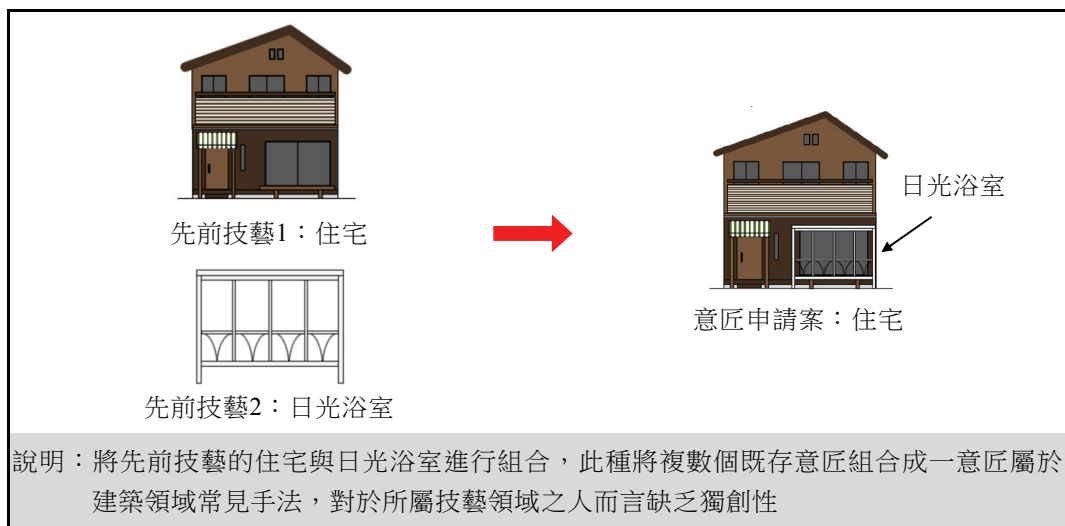 先前技藝1：住宅
日光浴室
意匠申請案：住宅
先前技藝2：日光浴室
說明：將先前技藝的住宅與日光浴室進行組合，此種將複數個既存意匠組合成一意匠屬於
建築領域常見手法，對於所屬技藝領域之人而言缺乏獨創性